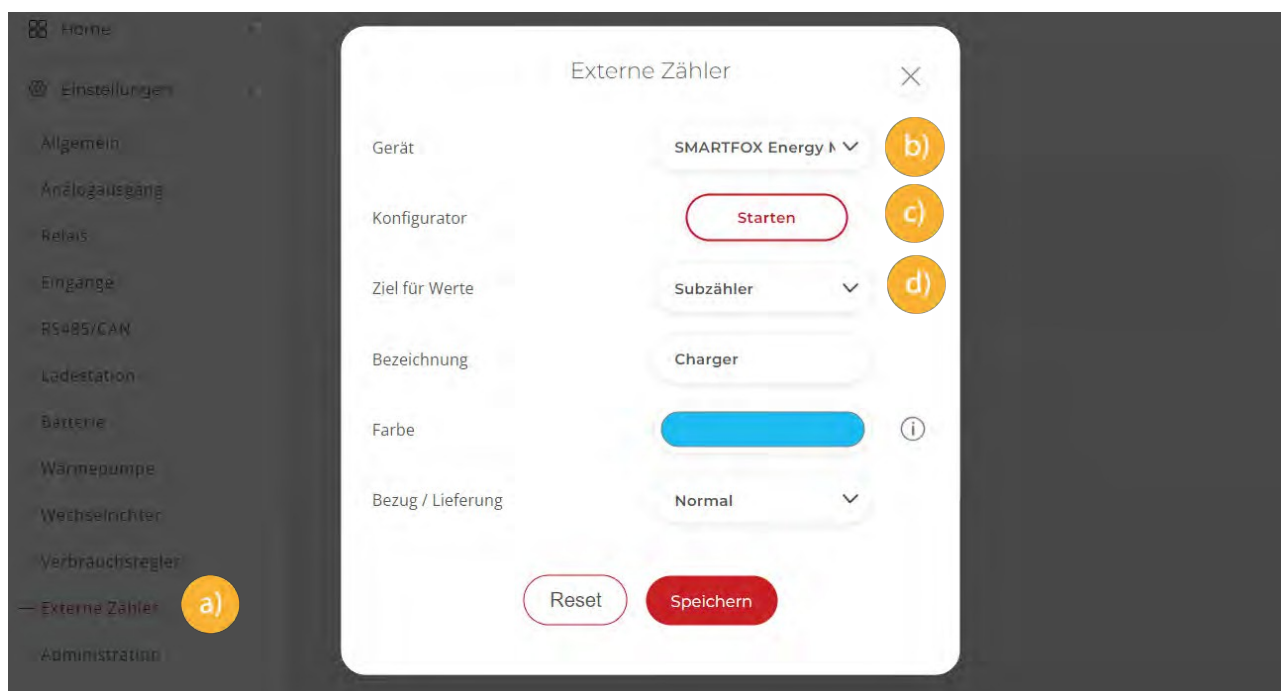 Home
Einstellungen
Allgemein
Analogausgang
Relais
Eingänge
RS485/CAN
Ladestation
Batterie
Wärmepumpe
Wechselrichter
Verbrauchsregler
Externe Zähler a)
Administration
Externe Zähler
Gerät SMARTFOX Energy b)
Konfigurator Starten c)
Ziel für Werte Subzähler d)
Bezeichnung Charger
Farbe i
Bezug / Lieferung Normal
Reset Speichern